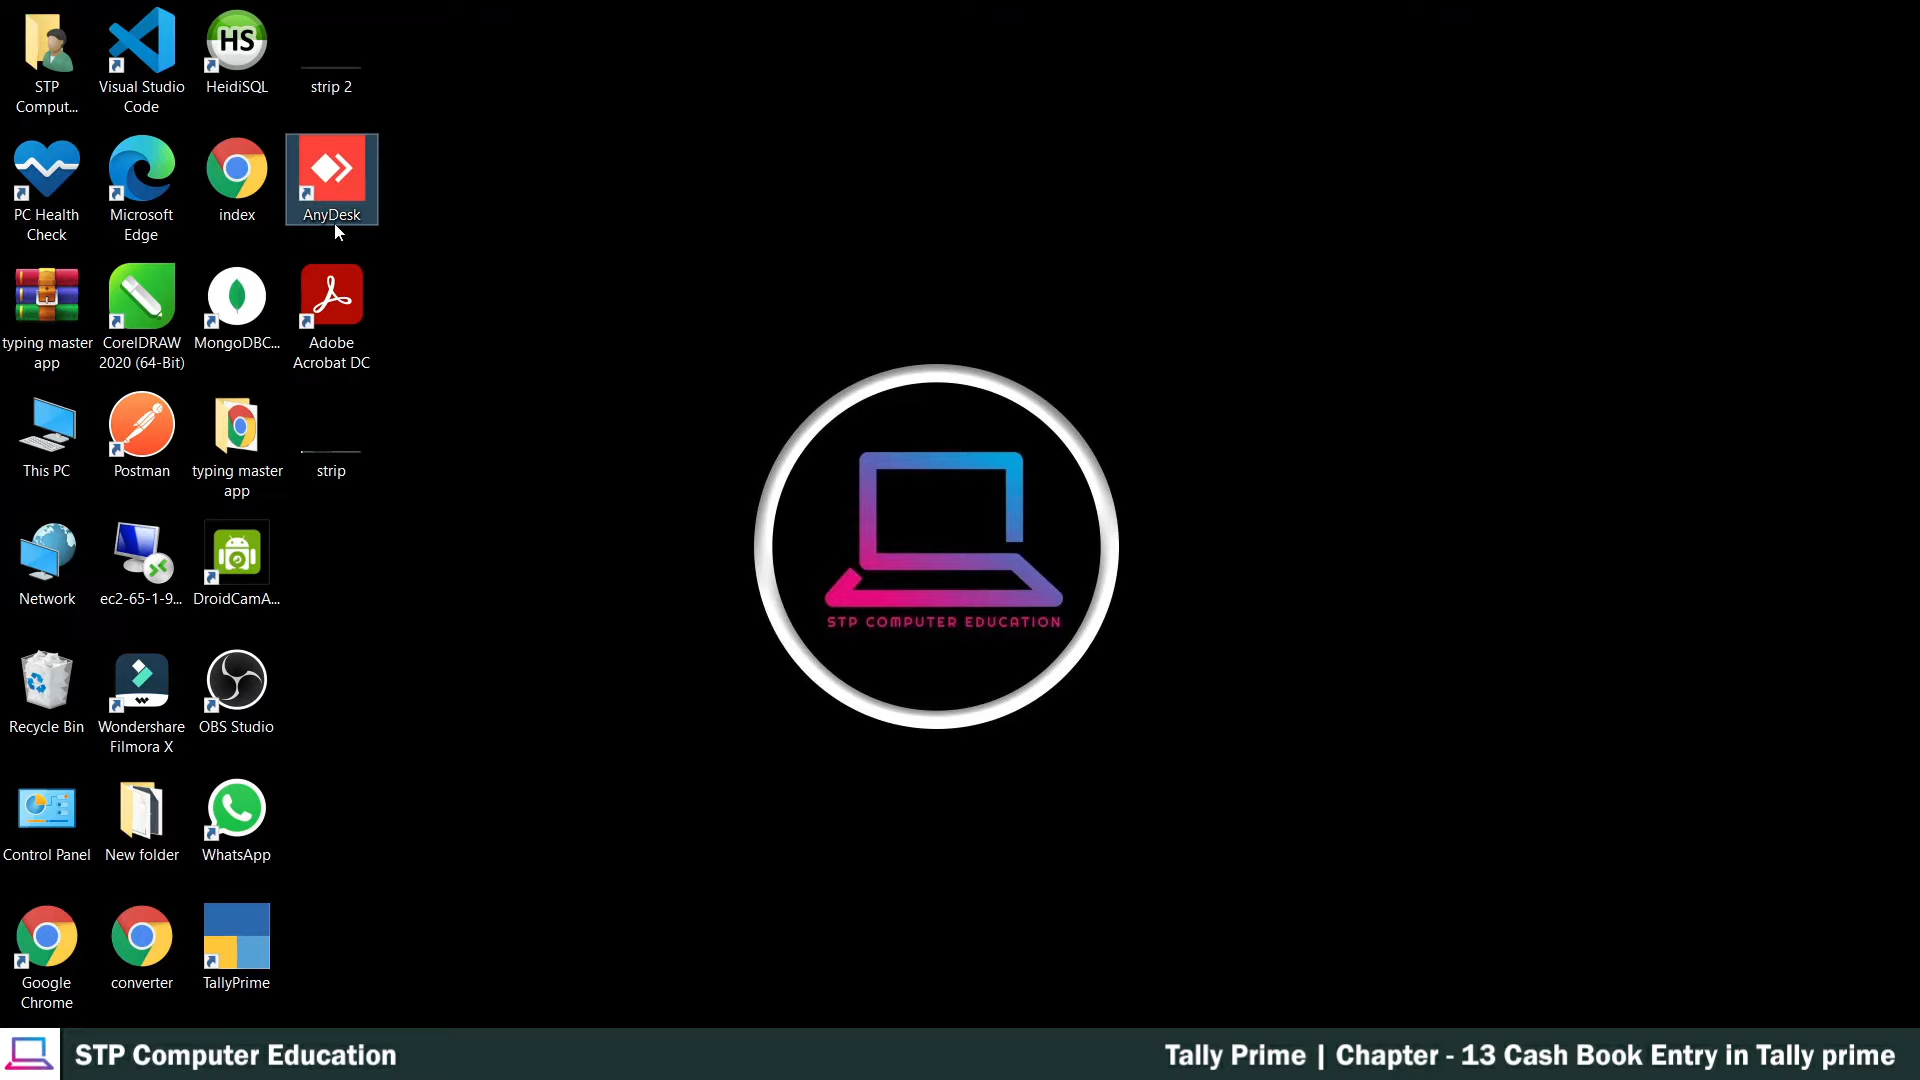 STP
Comput...
Visual Studio
Code
HS
HeidiSQL
strip 2
PC Health
Check
Microsoft
Edge
index
AnyDesk
typing master
app
CorelDRAW
2020 (64-Bit)
MongoDBC...
Adobe
Acrobat DC
This PC
Postman
typing master
app
strip
Network
ec2-65-1-9...
DroidCamA...
Recycle Bin
Wondershare
Filmora X
OBS Studio
Control Panel
New folder
WhatsApp
Google
Chrome
converter
TallyPrime
STP COMPUTER EDUCATION
STP Computer Education
Tally Prime | Chapter - 13 Cash Book Entry in Tally prime